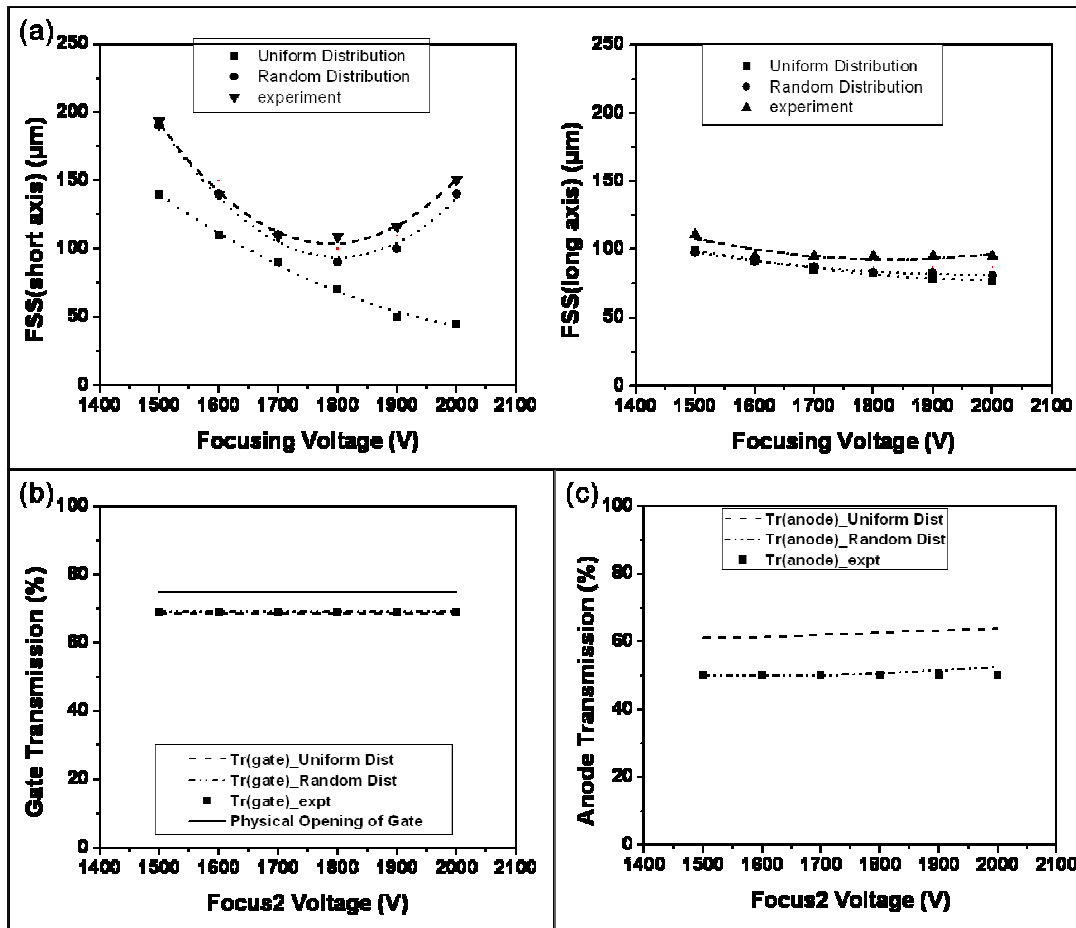 (a)
250
200
150
100
50
0
1400 1500 1600 1700 1800 1900 2000 2100
FSS(short axis) (µm)
Focusing Voltage (V)
Uniform Distribution
Random Distribution
experiment
250
200
150
100
50
0
1400 1500 1600 1700 1800 1900 2000 2100
FSS(long axis) (µm)
Focusing Voltage (V)
Uniform Distribution
Random Distribution
experiment
(b)
100
80
60
40
20
0
1400 1500 1600 1700 1800 1900 2000 2100
Gate Transmission (%)
Focus2 Voltage (V)
Tr(gate)_Uniform Dist
Tr(gate)_Random Dist
Tr(gate)_expt
Physical Opening of Gate
(c)
100
80
60
40
20
0
1400 1500 1600 1700 1800 1900 2000 2100
Anode Transmission (%)
Focus2 Voltage (V)
Tr(anode)_Uniform Dist
Tr(anode)_Random Dist
Tr(anode)_expt